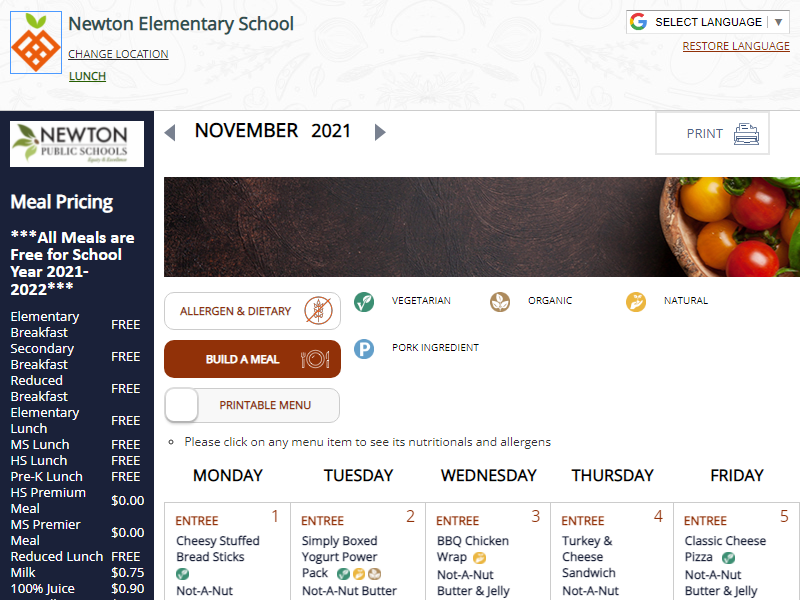 Newton Elementary School
CHANGE LOCATION
LUNCH
SELECT LANGUAGE ▼
RESTORE LANGUAGE
NEWTON
PUBLIC SCHOOLS
Equity & Excellence
Meal Pricing
***All Meals are
Free for School
Year 2021-
2022***
Elementary
Breakfast FREE
Secondary
Breakfast FREE
Reduced
Breakfast FREE
Elementary
Lunch FREE
MS Lunch FREE
HS Lunch FREE
Pre-K Lunch FREE
HS Premium
Meal $0.00
MS Premier
Meal $0.00
Reduced Lunch FREE
Milk $0.75
100% Juice $0.90
NOVEMBER 2021
PRINT
ALLERGEN & DIETARY
VEGETARIAN
ORGANIC
NATURAL
BUILD A MEAL
P PORK INGREDIENT
PRINTABLE MENU
Please click on any menu item to see its nutritionals and allergens
MONDAY TUESDAY WEDNESDAY THURSDAY FRIDAY
ENTREE 1
Cheesy Stuffed
Bread Sticks
Not-A-Nut
ENTREE 2
Simply Boxed
Yogurt Power
Pack
Not-A-Nut Butter
ENTREE 3
BBQ Chicken
Wrap
Not-A-Nut
Butter & Jelly
ENTREE 4
Turkey &
Cheese
Sandwich
Not-A-Nut
ENTREE 5
Classic Cheese
Pizza
Not-A-Nut
Butter & Jelly